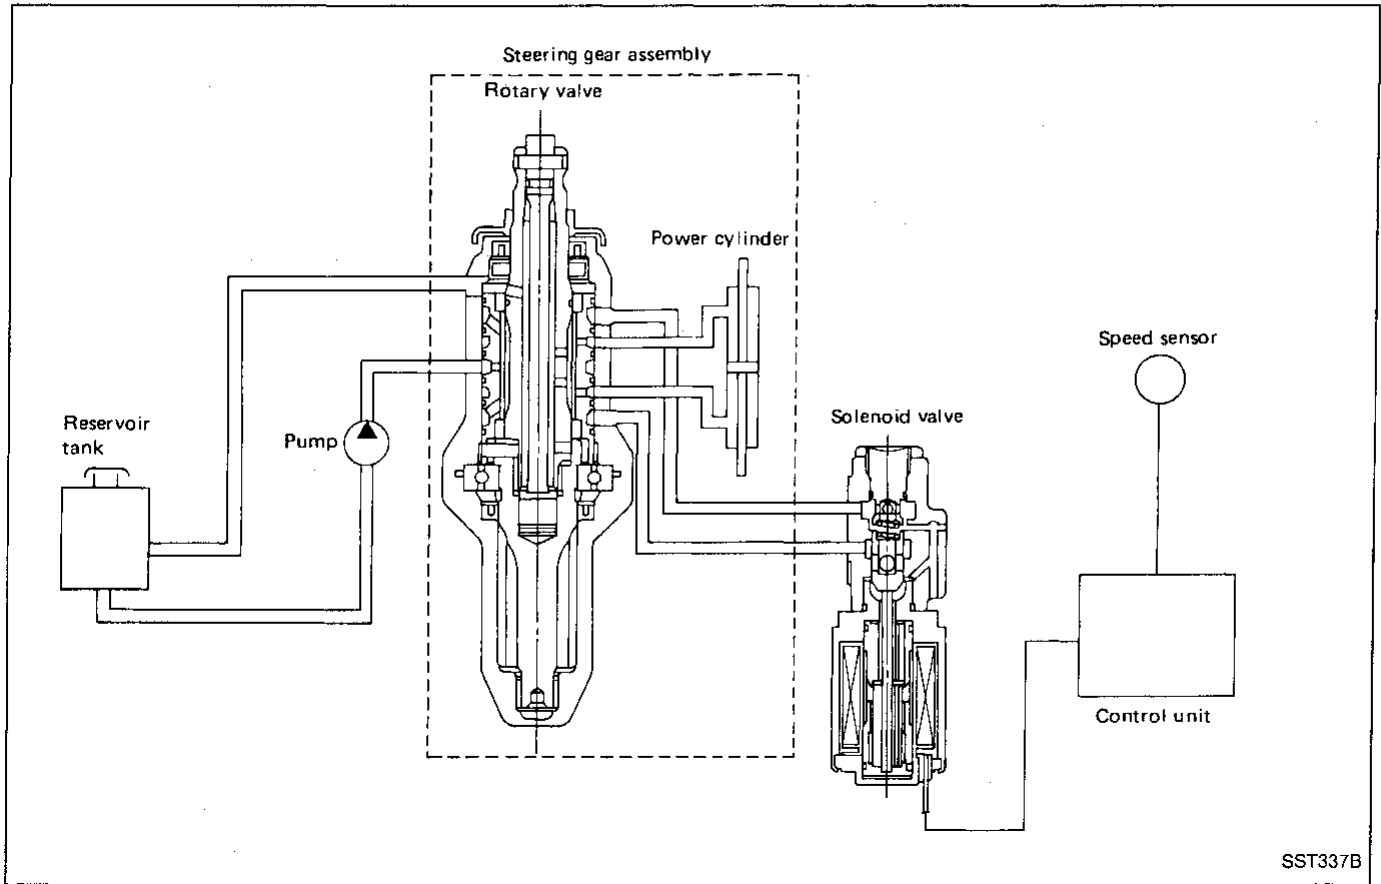 Steering gear assembly
Rotary valve
Power cylinder
Speed sensor
Solenoid valve
Reservoir
tank
Pump
Control unit
SST337B